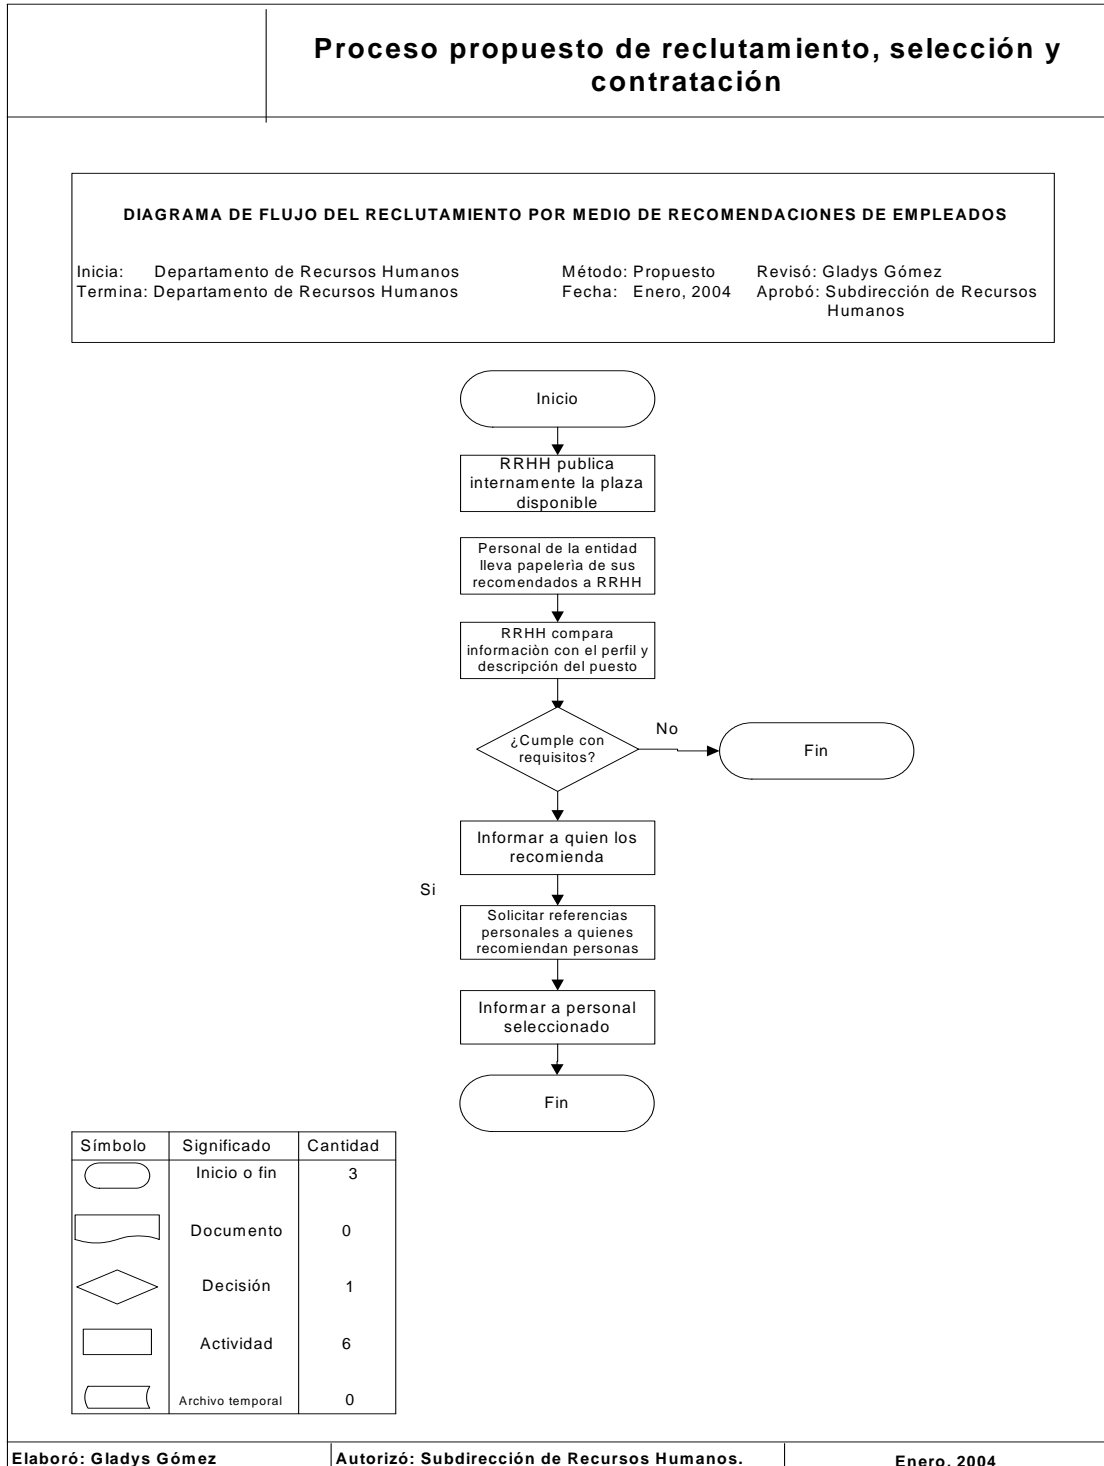 Proceso propuesto de reclutamiento, selección y
contratación
DIAGRAMA DE FLUJO DEL RECLUTAMIENTO POR MEDIO DE RECOMENDACIONES DE EMPLEADOS
Inicia: Departamento de Recursos Humanos Método: Propuesto Revisó: Gladys Gómez
Termina: Departamento de Recursos Humanos Fecha: Enero, 2004 Aprobó: Subdirección de Recursos
Humanos
Inicio
RRHH publica
internamente la plaza
disponible
Personal de la entidad
lleva papelerìa de sus
recomendados a RRHH
RRHH compara
informaciòn con el perfil y
descripción del puesto
¿Cumple con
requisitos?
No
Fin
Informar a quien los
recomienda
Si
Solicitar referencias
personales a quienes
recomiendan personas
Informar a personal
seleccionado
Fin
Símbolo Significado Cantidad
Inicio o fin 3
Documento 0
Decisión 1
Actividad 6
Archivo temporal 0
Elaboró: Gladys Gómez Autorizó: Subdirección de Recursos Humanos. Enero, 2004